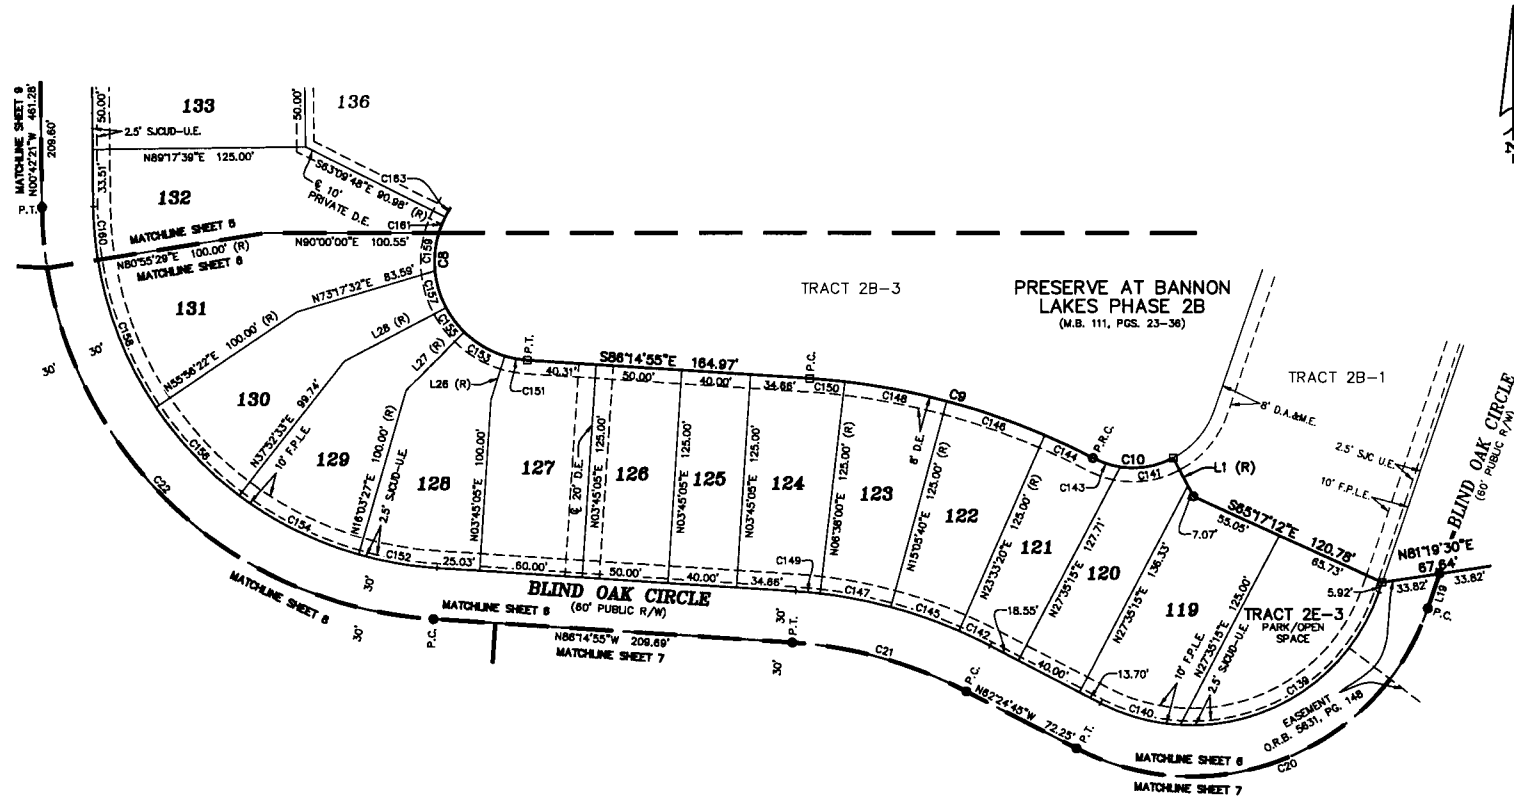 MATCHLINE SHEET 9
N00°42'21"W 461.28'
209.60'
P.T.
50.00'
133
2.5' SJCUD-U.E.
N89°17'39"E 125.00'
33.51'
132
C160
50.00'
136
S63°09'48"E 90.98' (R)
C163
℄ 10'
PRIVATE D.E.
C161
MATCHLINE SHEET 5
N80°55'29"E 100.00' (R)
MATCHLINE SHEET 6
N90°00'00"E 100.55'
C159
C8
131
N73°17'32"E 83.59'
C157
C158
N55°56'22"E 100.00' (R)
L28 (R)
C155
30'
30'
130
N37°52'33"E 99.74'
10' F.P.L.E.
C156
L27 (R)
C153
L26 (R)
C151
P.T.
129
N16°03'27"E 100.00' (R)
2.5' SJCUD-U.E.
C154
C22
128
N03°45'05"E 100.00'
C152
25.03'
127
40.31'
60.00'
℄ 20' D.E.
N03°45'05"E 125.00'
S86°14'55"E 164.97'
50.00'
126
50.00'
N03°45'05"E 125.00'
40.00'
125
40.00'
N03°45'05"E 125.00'
34.66'
124
34.66'
P.C.
C150
C149
N06°38'00"E 125.00' (R)
C148
123
C147
8' D.E.
N15°05'40"E 125.00' (R)
C9
C146
122
C145
N23°33'20"E 125.00' (R)
C144
P.R.C.
C10
C143
C141
121
C142
18.55'
N27°35'15"E 127.71'
120
40.00'
N27°35'15"E 136.33'
13.70'
L1 (R)
7.07'
119
C140
10' F.P.L.E.
N27°35'15"E 125.00'
2.5' SJCUD-U.E.
S65°17'12"E 120.78'
55.05'
65.73'
TRACT 2B-3
PRESERVE AT BANNON
LAKES PHASE 2B
(M.B. 111, PGS. 23-36)
TRACT 2B-1
8' D.A.&M.E.
2.5' SJC U.E.
10' F.P.L.E.
BLIND OAK CIRCLE
(60' PUBLIC R/W)
N81°19'30"E
67.64'
33.82'
33.82'
5.92'
L19
P.C.
TRACT 2E-3
PARK/OPEN
SPACE
C139
EASEMENT
O.R.B. 5631, PG. 148
C20
BLIND OAK CIRCLE
(60' PUBLIC R/W)
30'
30'
30'
30'
MATCHLINE SHEET 8
P.C.
MATCHLINE SHEET 6
N86°14'55"W 209.69'
MATCHLINE SHEET 7
P.T.
C21
P.C.
N62°24'45"W 72.25'
P.T.
MATCHLINE SHEET 6
MATCHLINE SHEET 7